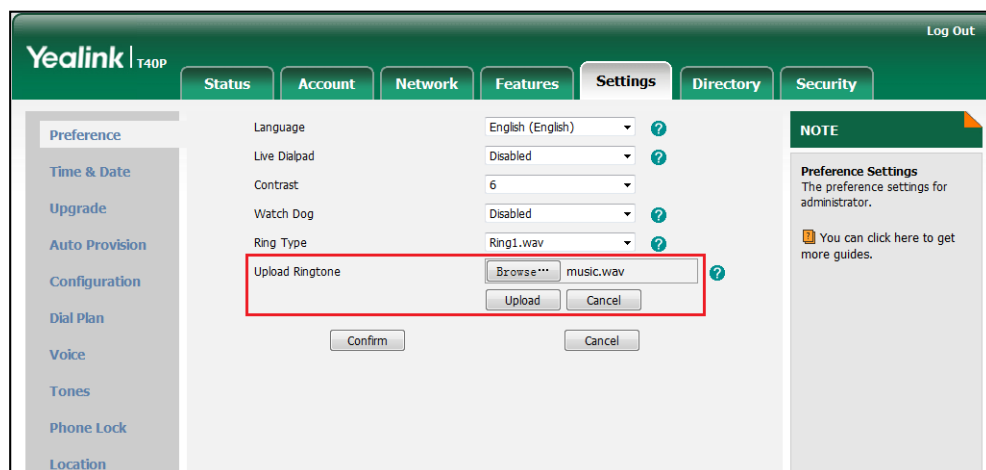 Log Out
Yealink | T40P
Status Account Network Features Settings Directory Security
Preference
Time & Date
Upgrade
Auto Provision
Configuration
Dial Plan
Voice
Tones
Phone Lock
Location
Language English (English)
Live Dialpad Disabled
Contrast 6
Watch Dog Disabled
Ring Type Ring1.wav
Upload Ringtone Browse... music.wav
Upload Cancel
Confirm Cancel
NOTE
Preference Settings
The preference settings for
administrator.
You can click here to get
more guides.